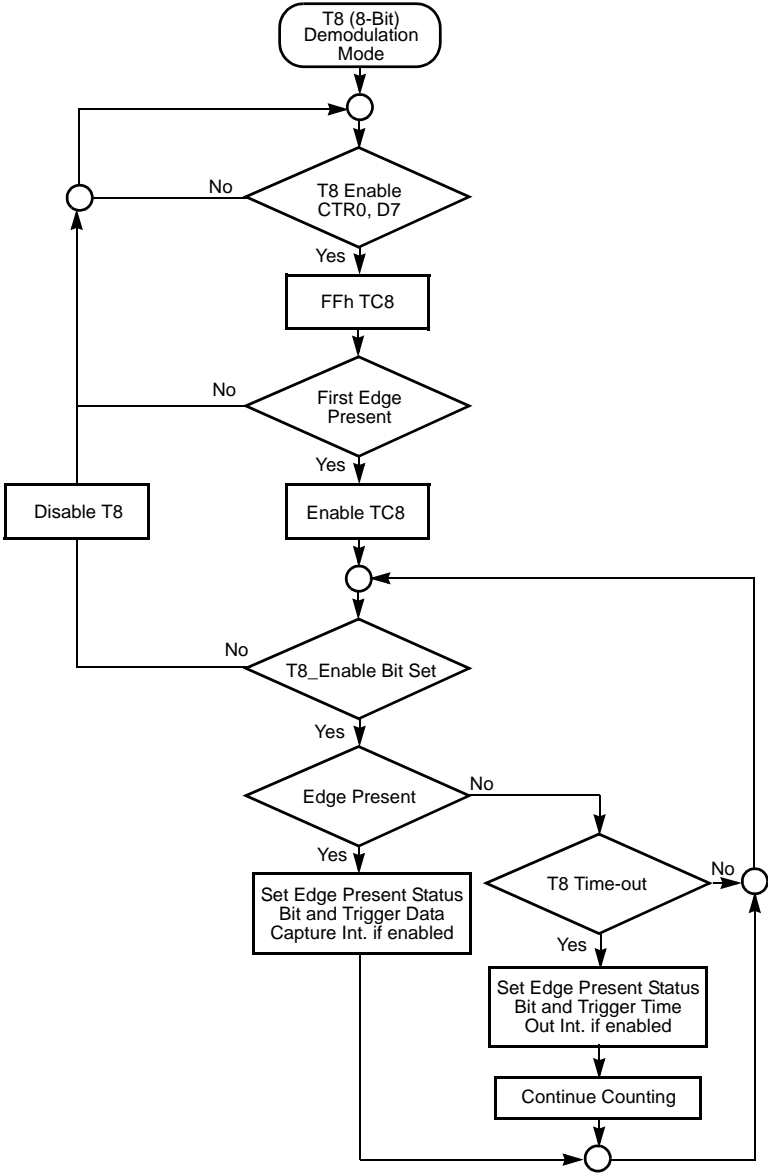 T8 (8-Bit)
Demodulation
Mode
No
T8 Enable
CTR0, D7
Yes
FFh TC8
No
First Edge
Present
Yes
Disable T8
Enable TC8
No
T8_Enable Bit Set
Yes
Edge Present
No
Yes
T8 Time-out
No
Set Edge Present Status
Bit and Trigger Data
Capture Int. if enabled
Yes
Set Edge Present Status
Bit and Trigger Time
Out Int. if enabled
Continue Counting